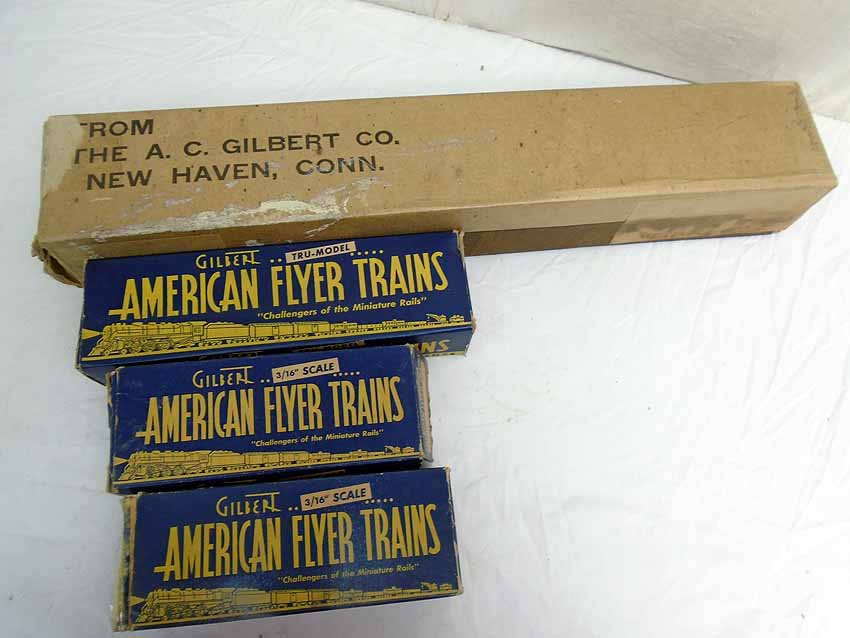 FROM
THE A. C. GILBERT CO.
NEW HAVEN, CONN.
GILBERT TRU-MODEL
AMERICAN FLYER TRAINS
"Challengers of the Miniature Rails"
TRAINS
GILBERT 3/16" SCALE
AMERICAN FLYER TRAINS
"Challengers of the Miniature Rails"
GILBERT 3/16" SCALE
AMERICAN FLYER TRAINS
"Challengers of the Miniature Rails"